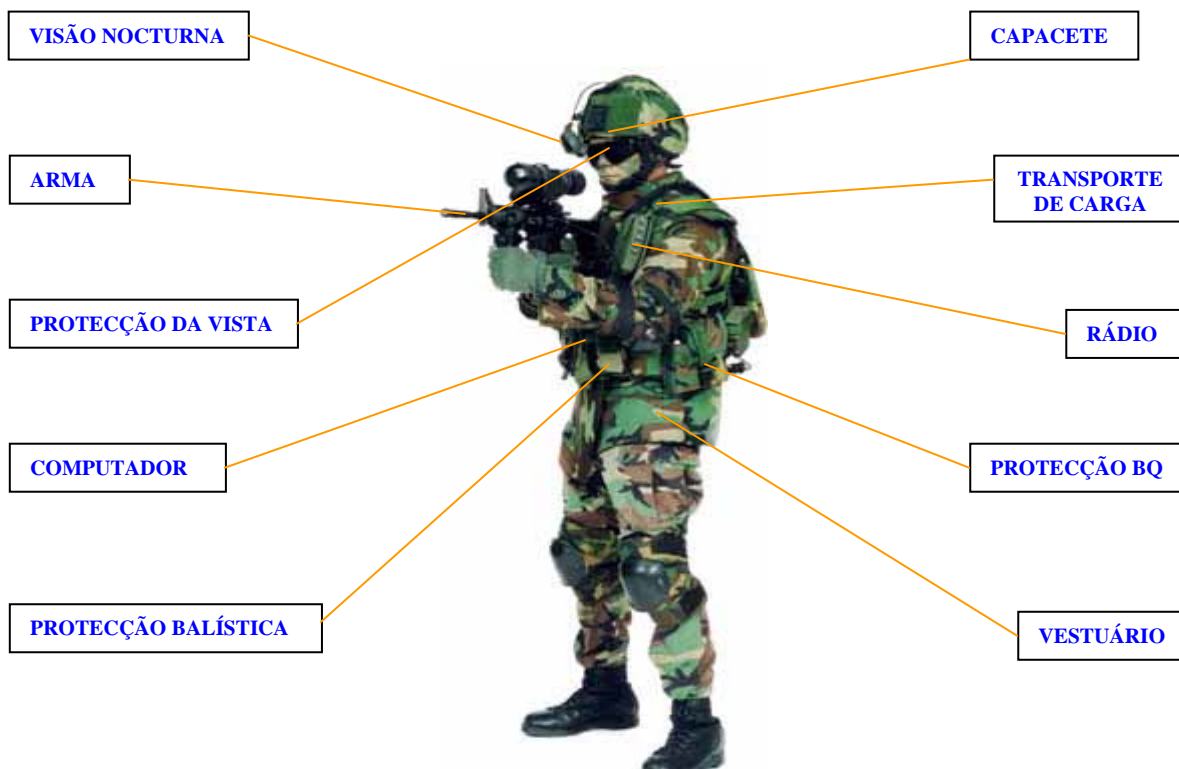 VISÃO NOCTURNA
CAPACETE
ARMA
TRANSPORTE
DE CARGA
PROTECÇÃO DA VISTA
RÁDIO
COMPUTADOR
PROTECÇÃO BQ
PROTECÇÃO BALÍSTICA
VESTUÁRIO